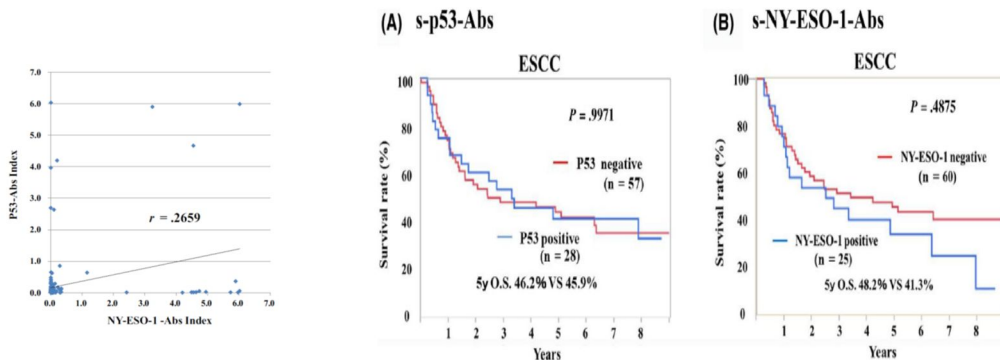 7.0
6.0
5.0
4.0
3.0
2.0
1.0
0.0
P53-Abs Index
r = .2659
0.0 1.0 2.0 3.0 4.0 5.0 6.0 7.0
NY-ESO-1 -Abs Index
(A) s-p53-Abs
ESCC
100
80
60
40
20
0
Survival rate (%)
P = .9971
P53 negative
(n = 57)
P53 positive
(n = 28)
5y O.S. 46.2% VS 45.9%
1 2 3 4 5 6 7 8
Years
(B) s-NY-ESO-1-Abs
ESCC
100
80
60
40
20
0
Survival rate (%)
P = .4875
NY-ESO-1 negative
(n = 60)
NY-ESO-1 positive
(n = 25)
5y O.S. 48.2% VS 41.3%
1 2 3 4 5 6 7 8
Years